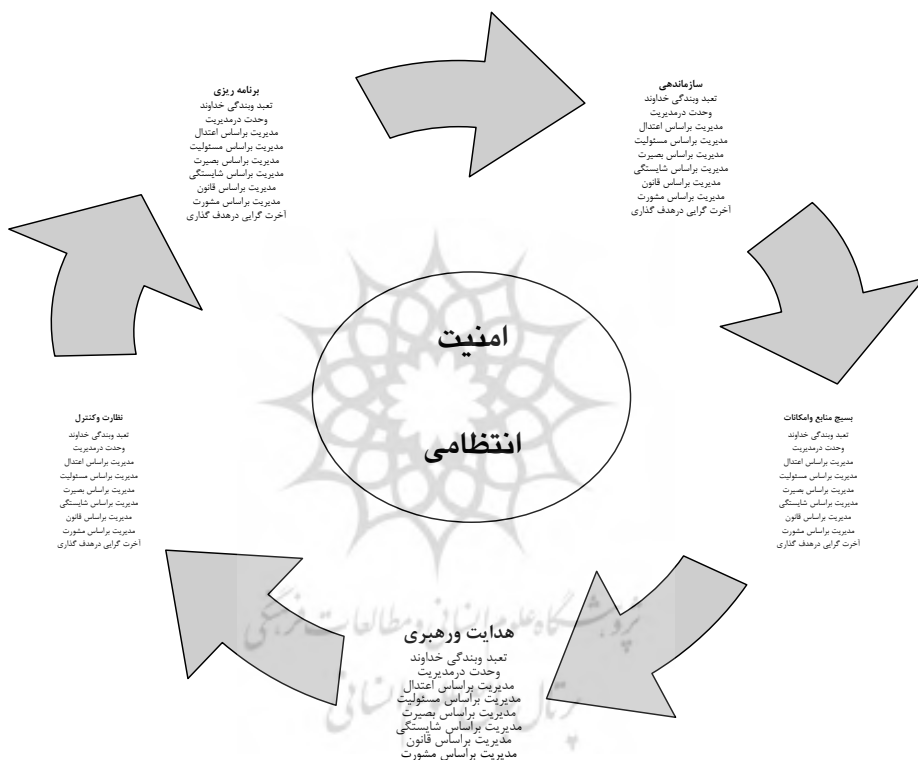 برنامه ریزی
تعبد وبندگی خداوند
وحدت درمدیریت
مدیریت براساس اعتدال
مدیریت براساس مسئولیت
مدیریت براساس بصیرت
مدیریت براساس شایستگی
مدیریت براساس قانون
مدیریت براساس مشورت
آخرت گرایی درهدف گذاری
سازماندهی
تعبد وبندگی خداوند
وحدت درمدیریت
مدیریت براساس اعتدال
مدیریت براساس مسئولیت
مدیریت براساس بصیرت
مدیریت براساس شایستگی
مدیریت براساس قانون
مدیریت براساس مشورت
آخرت گرایی درهدف گذاری
امنیت
انتظامی
بسیج منابع وامکانات
تعبد وبندگی خداوند
وحدت درمدیریت
مدیریت براساس اعتدال
مدیریت براساس مسئولیت
مدیریت براساس بصیرت
مدیریت براساس شایستگی
مدیریت براساس قانون
مدیریت براساس مشورت
آخرت گرایی درهدف گذاری
نظارت وکنترل
تعبد وبندگی خداوند
وحدت درمدیریت
مدیریت براساس اعتدال
مدیریت براساس مسئولیت
مدیریت براساس بصیرت
مدیریت براساس شایستگی
مدیریت براساس قانون
مدیریت براساس مشورت
آخرت گرایی درهدف گذاری
پژوهشگاه علوم انسانی و مطالعات فرهنگی
هدایت ورهبری
تعبد وبندگی خداوند
وحدت درمدیریت
مدیریت براساس اعتدال
مدیریت براساس مسئولیت
مدیریت براساس بصیرت
مدیریت براساس شایستگی
مدیریت براساس قانون
مدیریت براساس مشورت
پرتال انسانی